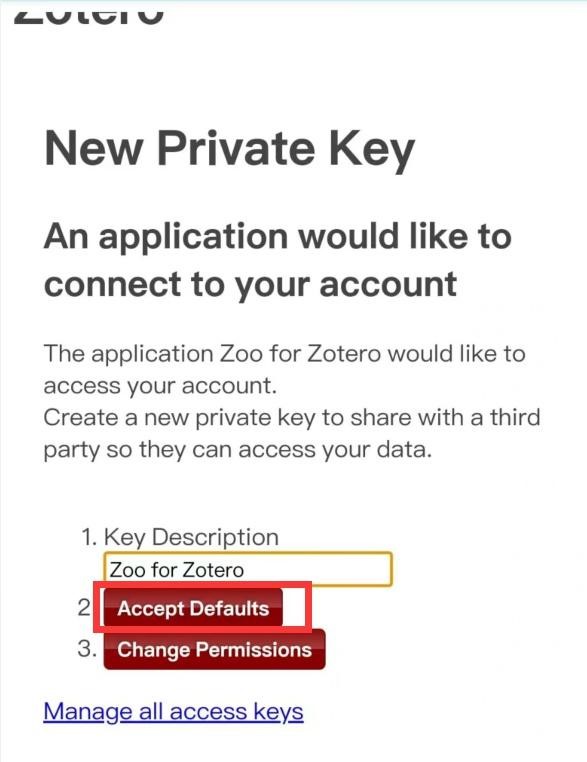 Zotero
New Private Key
An application would like to
connect to your account
The application Zoo for Zotero would like to
access your account.
Create a new private key to share with a third
party so they can access your data.
1. Key Description
Zoo for Zotero
2 Accept Defaults
3. Change Permissions
Manage all access keys